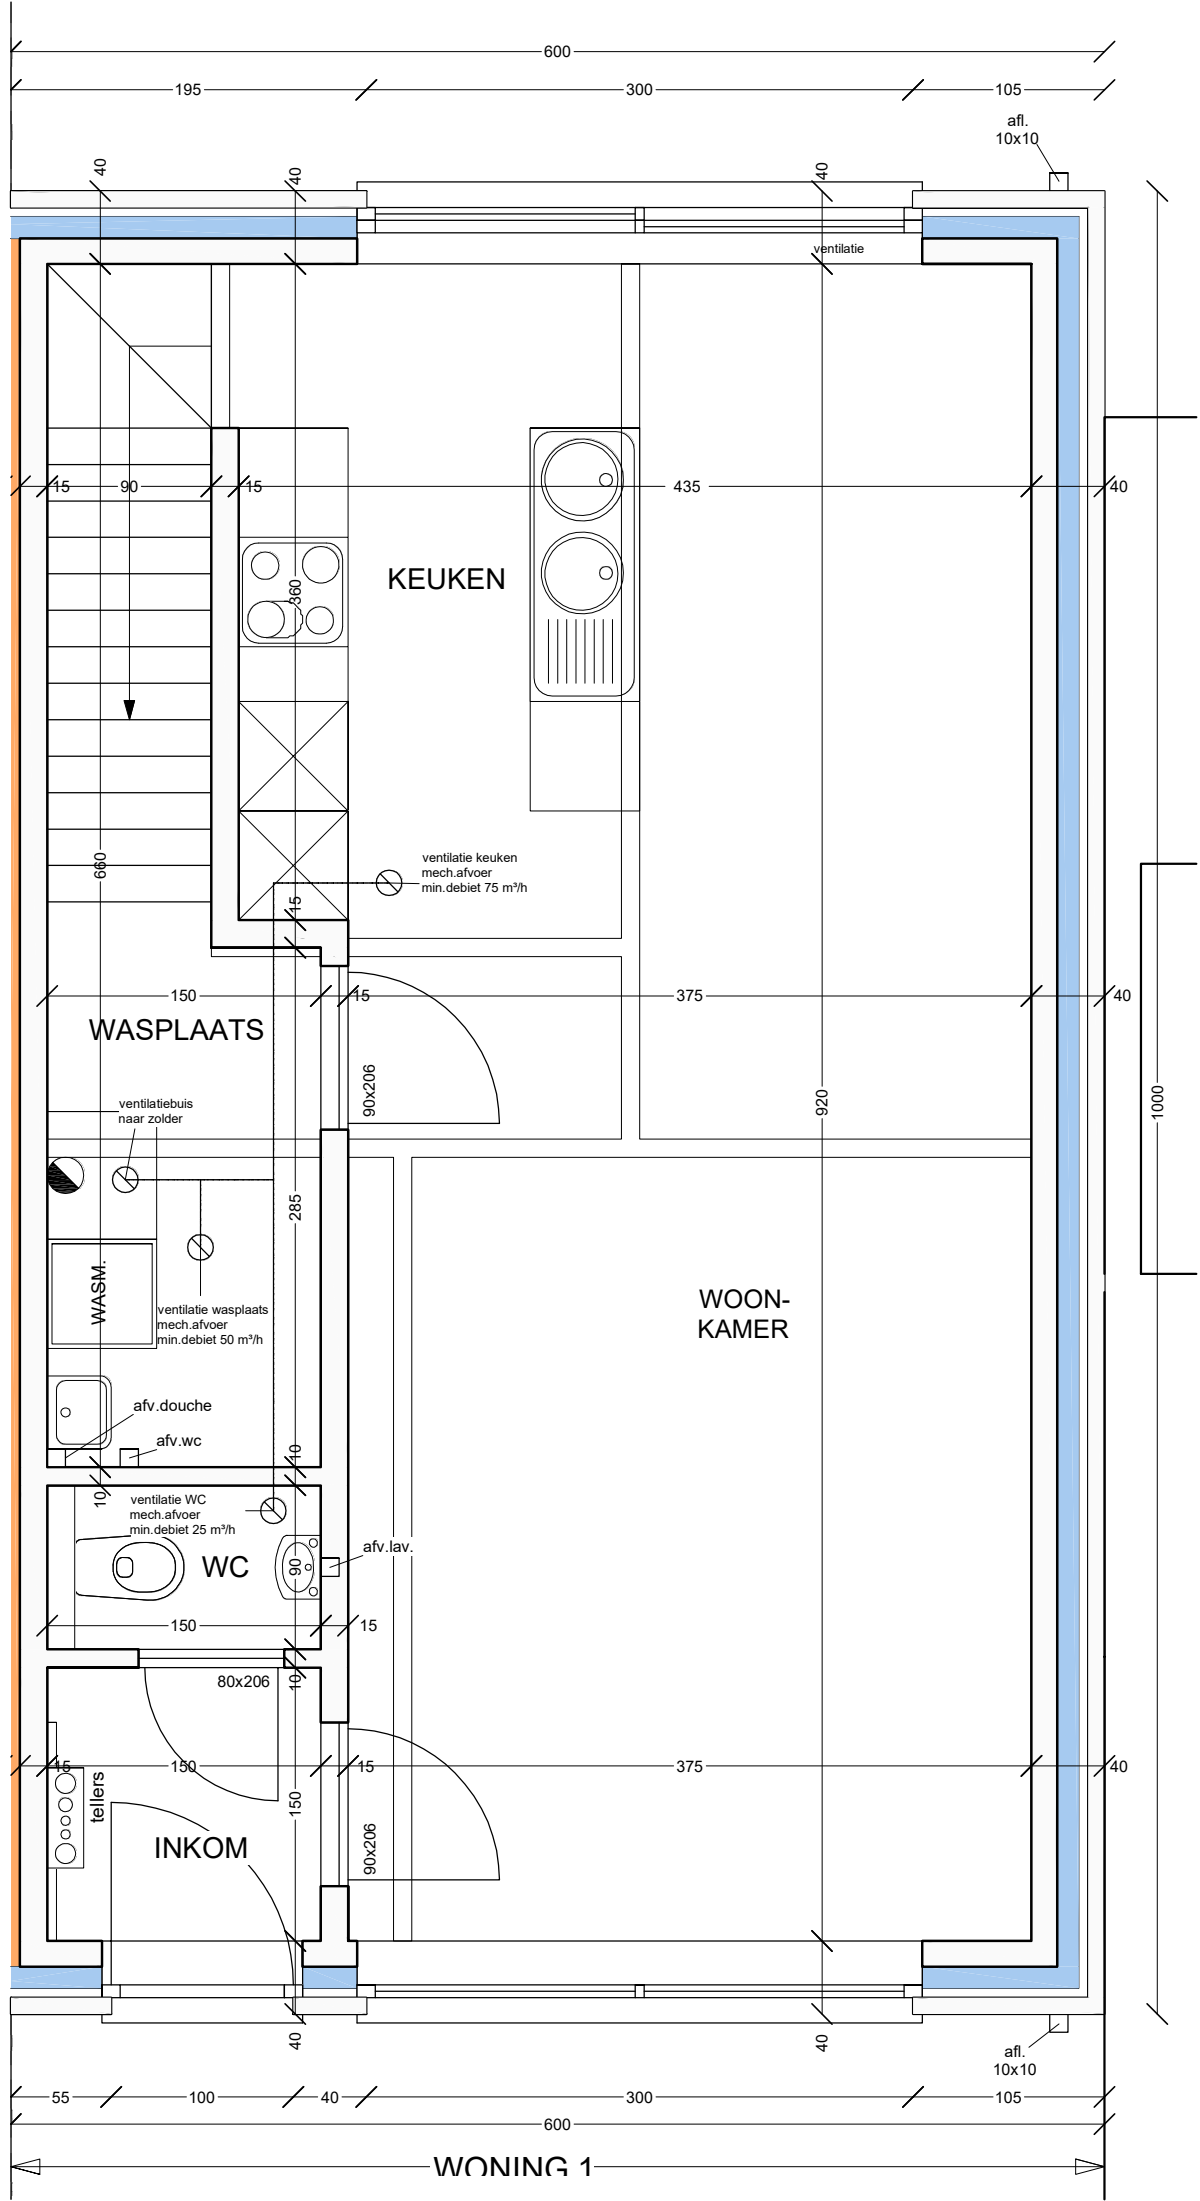 600
195 300 105
afl.
10x10
40 40 40
ventilatie
15 90 15 435 40
KEUKEN
360
660
ventilatie keuken
mech.afvoer
min.debiet 75 m³/h
15
150 15 375 40
WASPLAATS
90x206
920
1000
ventilatiebuis
naar zolder
285
WASM.
ventilatie wasplaats
mech.afvoer
min.debiet 50 m³/h
WOON-
KAMER
afv.douche
afv.wc
10
10
ventilatie WC
mech.afvoer
min.debiet 25 m³/h
afv.lav.
WC
90
150 15
80x206
10
15 150 15 375 40
tellers
150
INKOM
90x206
40 40
afl.
10x10
55 100 40 300 105
600
WONING 1